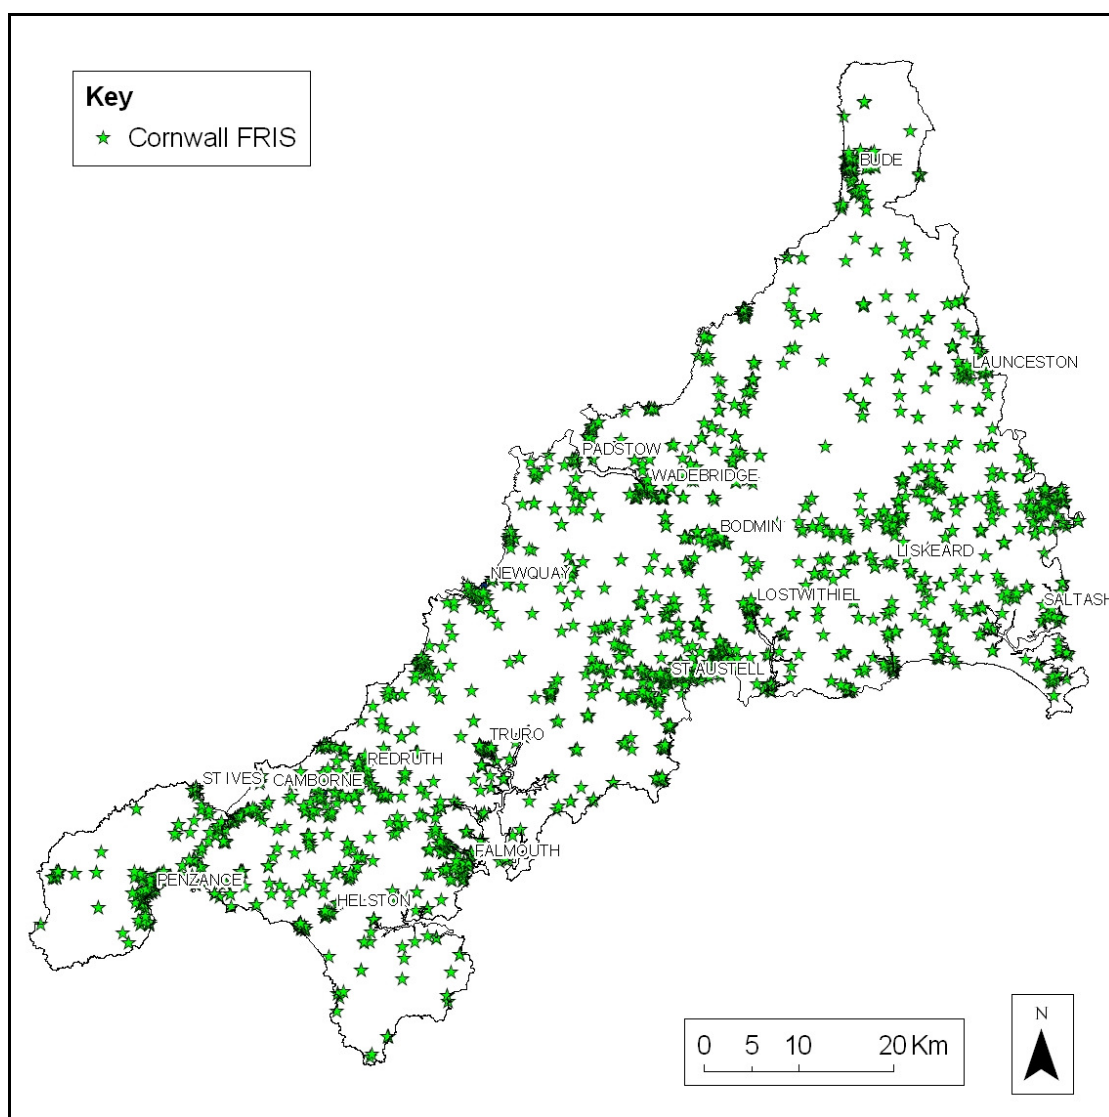 Key
Cornwall FRIS
BUDE
LAUNCESTON
PADSTOW
WADEBRIDGE
BODMIN
LISKEARD
NEWQUAY
LOSTWITHIEL
SALTASH
ST AUSTELL
TRURO
REDRUTH
ST IVES
CAMBORNE
FALMOUTH
PENZANCE
HELSTON
N
0 5 10 20 Km